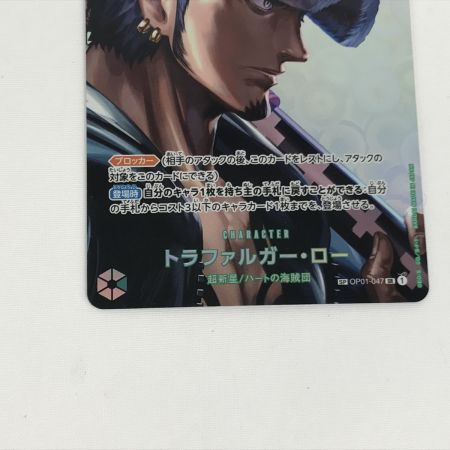 ブロッカー (相手のアタックの後、このカードをレストにし、アタックの
対象をこのカードにできる)
登場時 自分のキャラ1枚を持ち主の手札に戻すことができる:自分
の手札からコスト3以下のキャラカード1枚までを、登場させる。
CHARACTER
トラファルガー・ロー
超新星/ハートの海賊団
SP OP01-047 SR 1